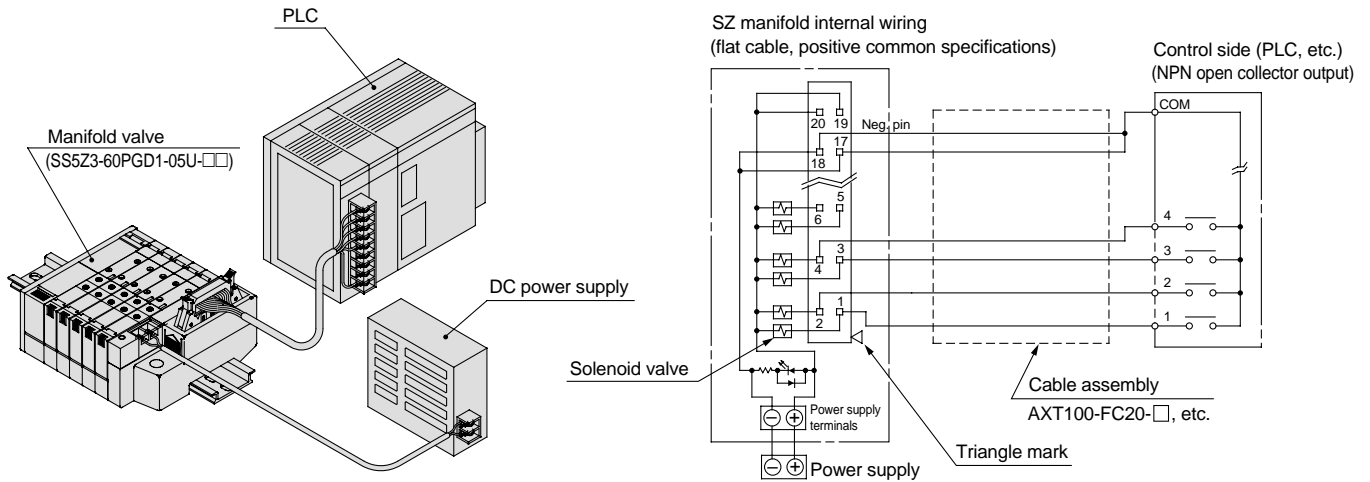 PLC
Manifold valve
(SS5Z3-60PGD1-05U-□□)
DC power supply
SZ manifold internal wiring
(flat cable, positive common specifications)
Control side (PLC, etc.)
(NPN open collector output)
COM
20 19
Neg. pin
17
18
5
6
4
3
4
3
2
1
2
1
Solenoid valve
Cable assembly
AXT100-FC20-□, etc.
Power supply
terminals
Triangle mark
− +
− +
Power supply